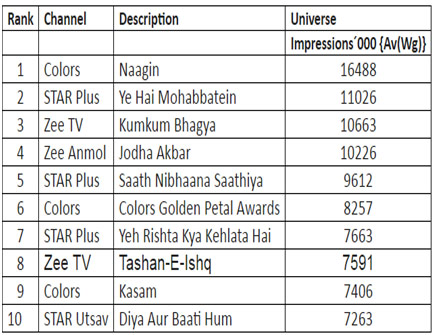 Rank Channel Description Universe
Impressions´000 {Av(Wg)}
1 Colors Naagin 16488
2 STAR Plus Ye Hai Mohabbatein 11026
3 Zee TV Kumkum Bhagya 10663
4 Zee Anmol Jodha Akbar 10226
5 STAR Plus Saath Nibhaana Saathiya 9612
6 Colors Colors Golden Petal Awards 8257
7 STAR Plus Yeh Rishta Kya Kehlata Hai 7663
8 Zee TV Tashan-E-Ishq 7591
9 Colors Kasam 7406
10 STAR Utsav Diya Aur Baati Hum 7263